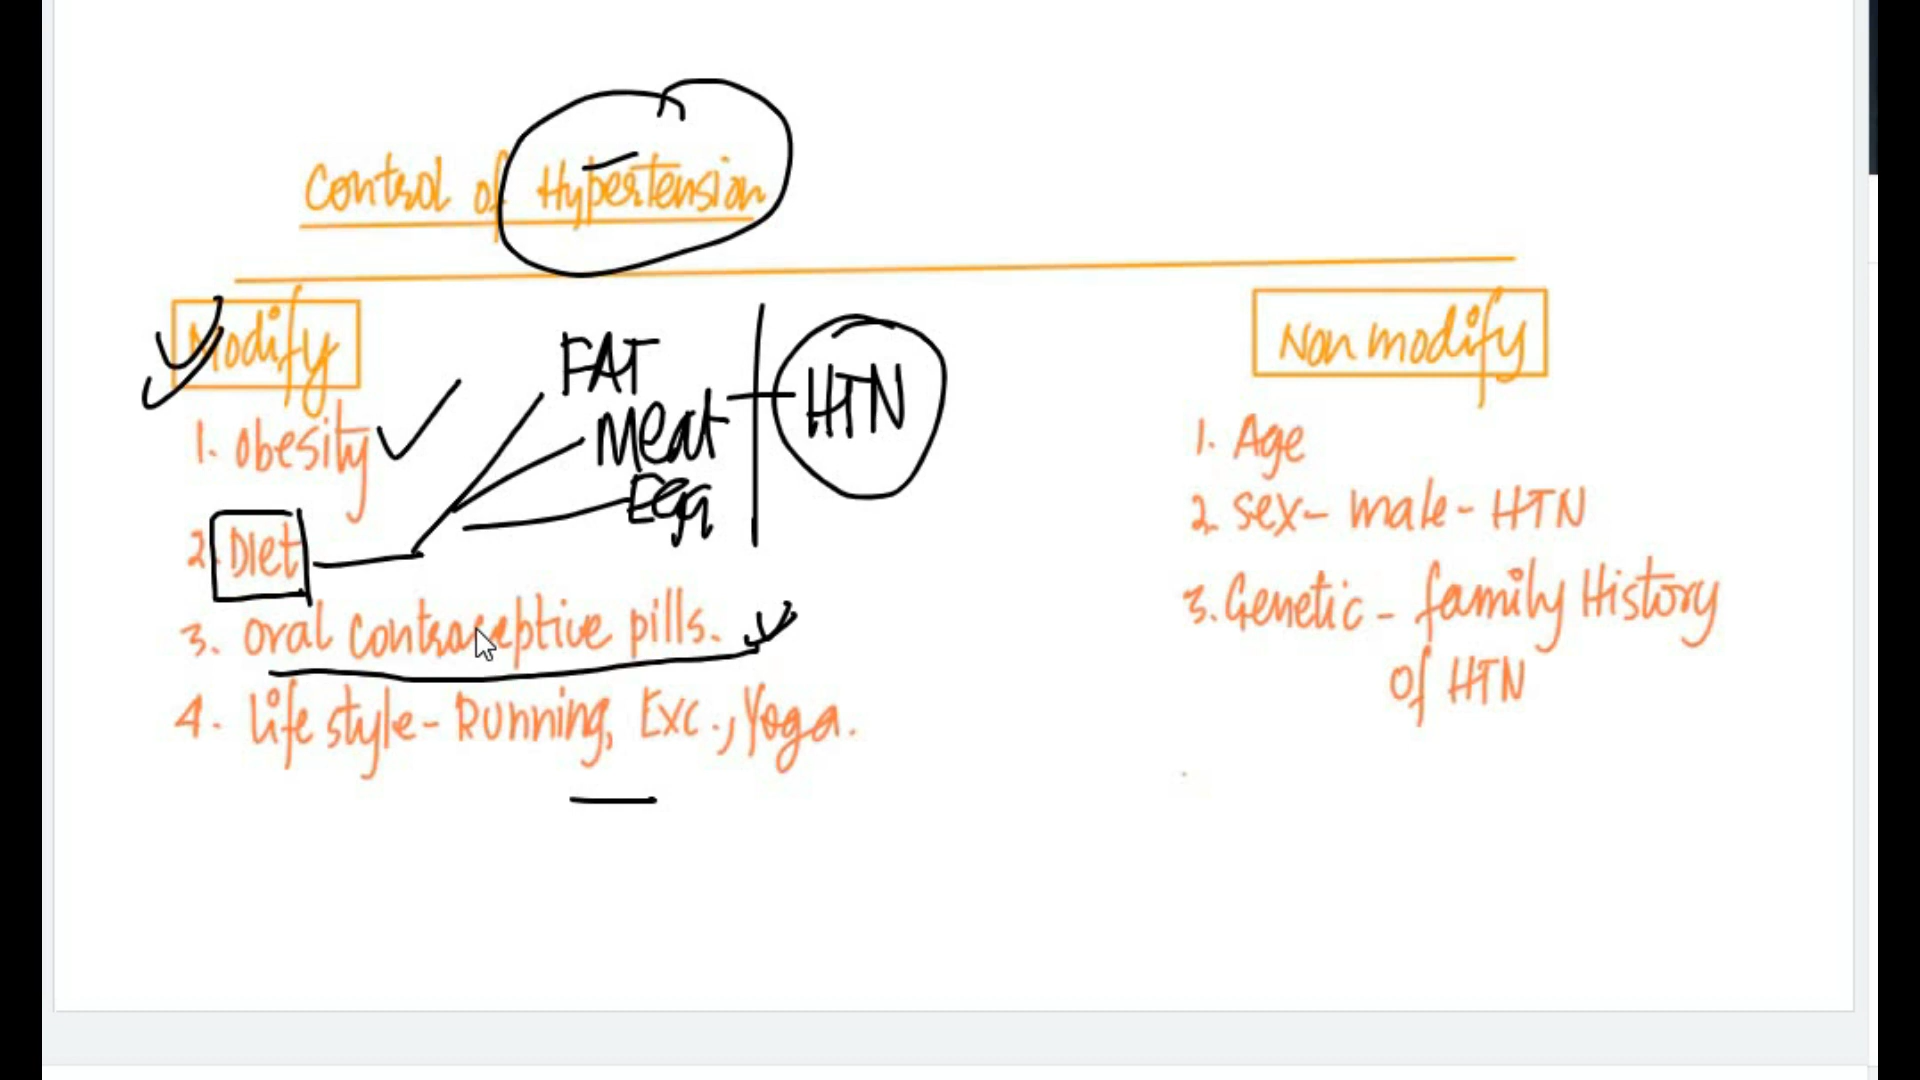 Control of Hypertension
Modify
1. Obesity
2. Diet
FAT
Meat
Egg
HTN
3. Oral Contraceptive pills.
4. Life style - Running, Exc., Yoga.
Non modify
1. Age
2. Sex - male - HTN
3. Genetic - family History
of HTN